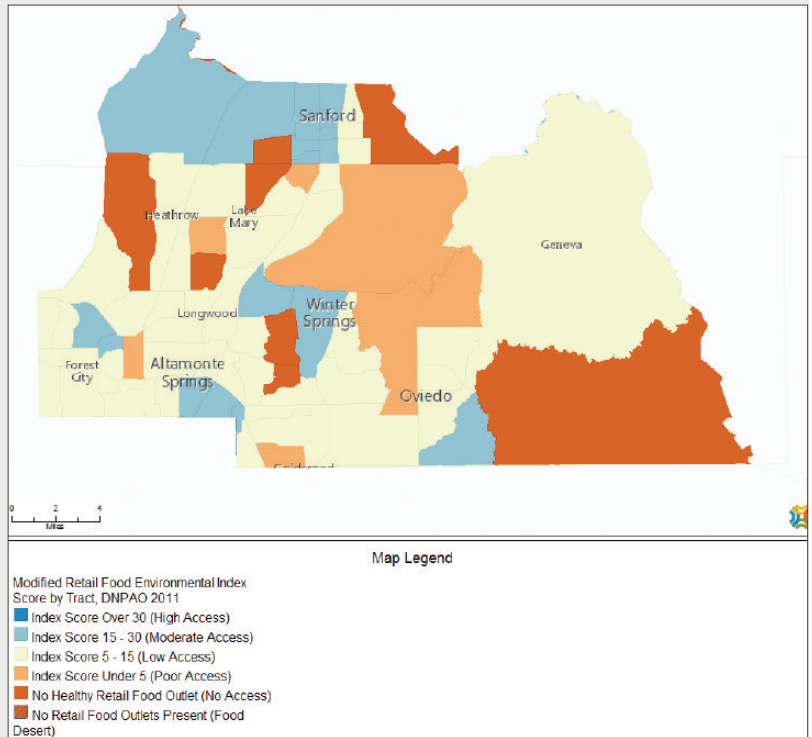 Sanford
Heathrow
Lake
Mary
Geneva
Longwood
Winter
Springs
Forest
City
Altamonte
Springs
Oviedo
0 2 4
Miles
Map Legend
Modified Retail Food Environmental Index
Score by Tract, DNPAO 2011
Index Score Over 30 (High Access)
Index Score 15 - 30 (Moderate Access)
Index Score 5 - 15 (Low Access)
Index Score Under 5 (Poor Access)
No Healthy Retail Food Outlet (No Access)
No Retail Food Outlets Present (Food
Desert)